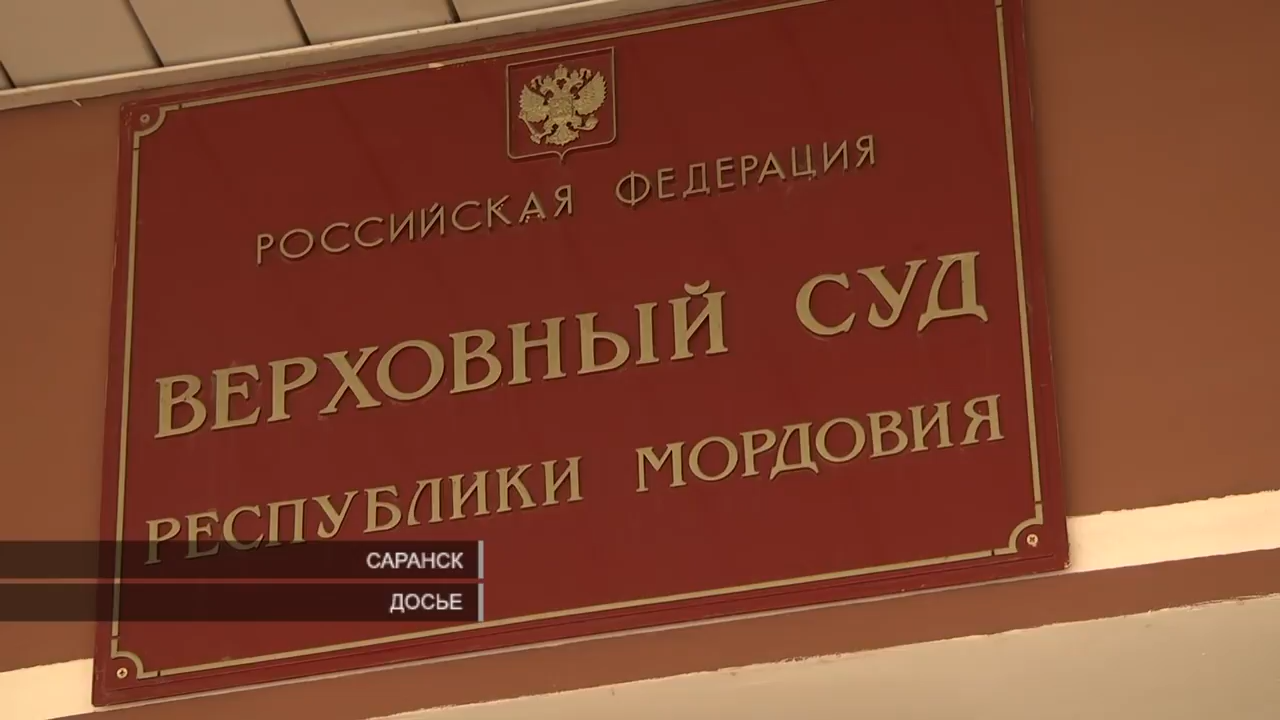 РОССИЙСКАЯ ФЕДЕРАЦИЯ
ВЕРХОВНЫЙ СУД
РЕСПУБЛИКИ МОРДОВИЯ
САРАНСК
ДОСЬЕ